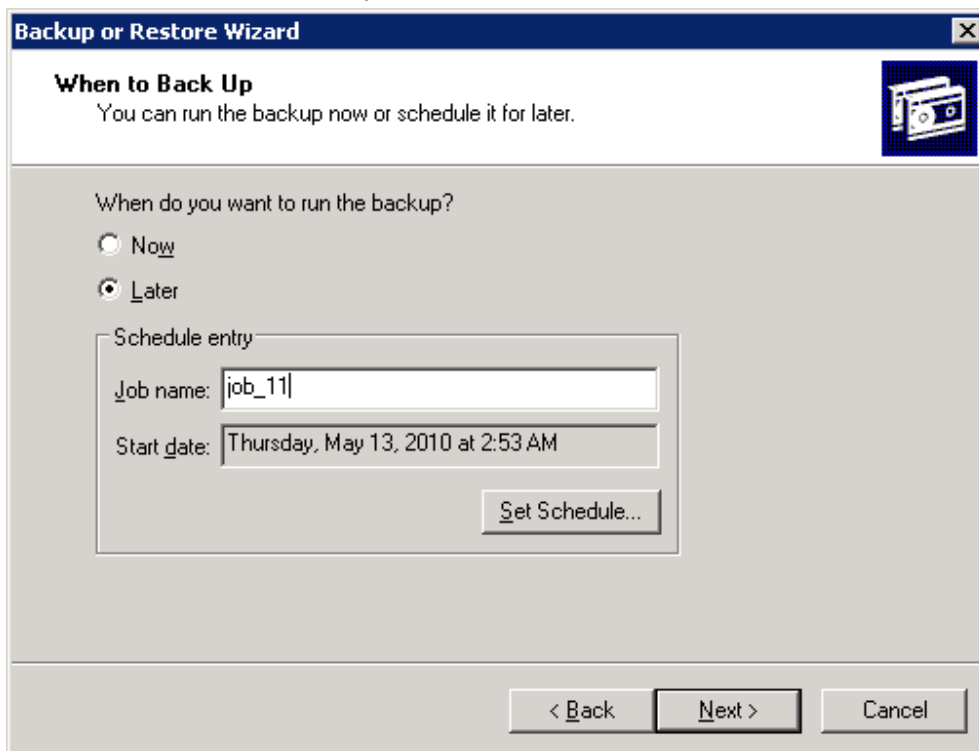 Backup or Restore Wizard
When to Back Up
You can run the backup now or schedule it for later.
When do you want to run the backup?
Now
Later
Schedule entry
Job name: job_11
Start date: Thursday, May 13, 2010 at 2:53 AM
Set Schedule...
< Back Next > Cancel